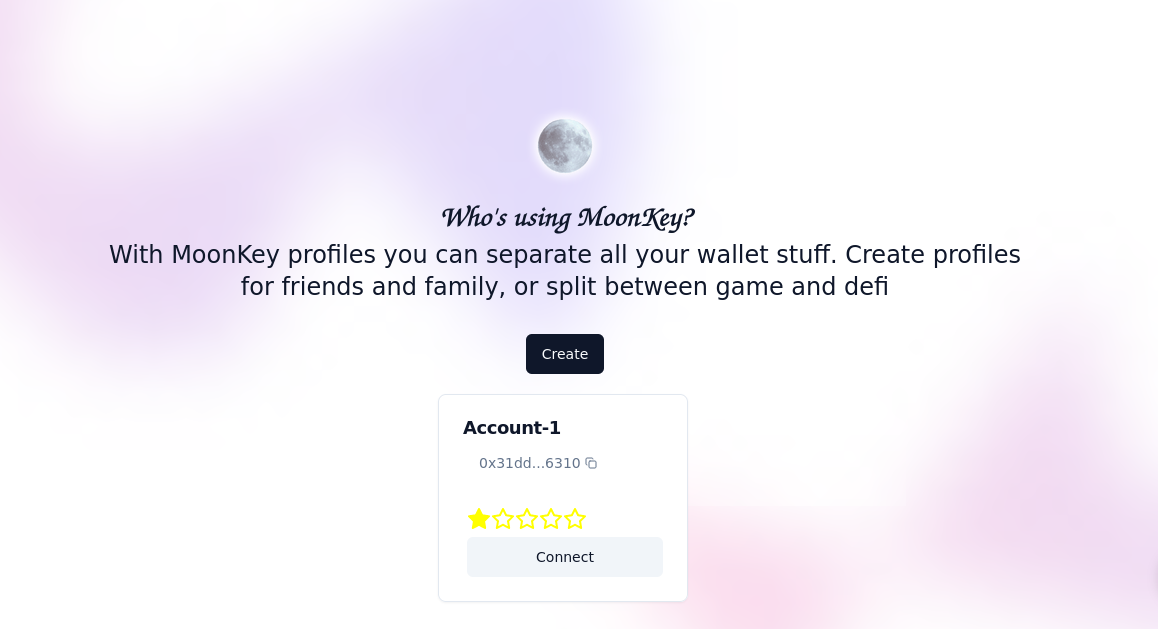 Who's using MoonKey?
With MoonKey profiles you can separate all your wallet stuff. Create profiles
for friends and family, or split between game and defi
Create
Account-1
0x31dd...6310
Connect